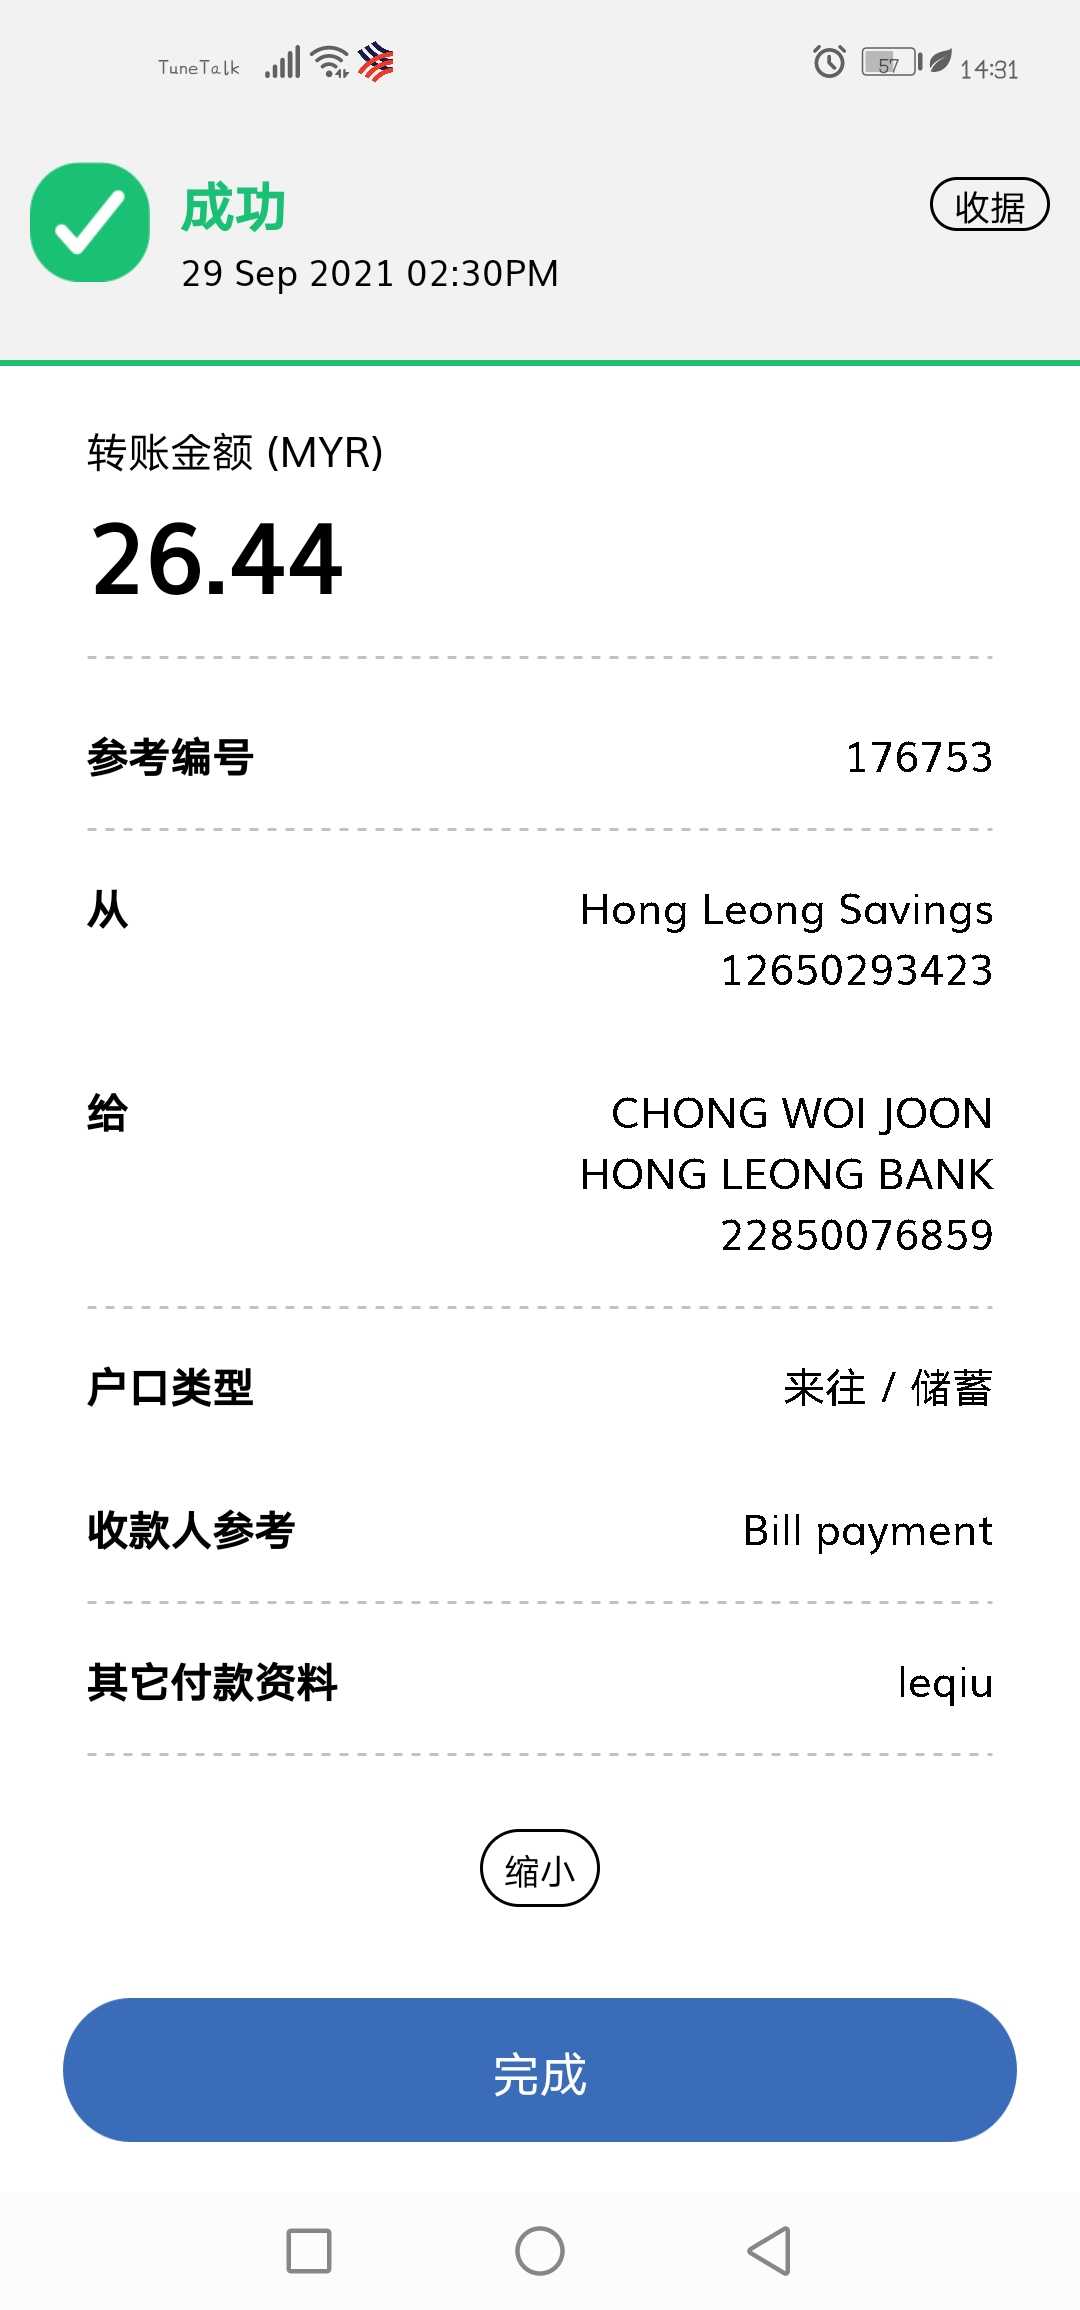 TuneTalk 57 14:31
成功
收据
29 Sep 2021 02:30PM
转账金额 (MYR)
26.44
参考编号 176753
从 Hong Leong Savings
12650293423
给 CHONG WOI JOON
HONG LEONG BANK
22850076859
户口类型 来往 / 储蓄
收款人参考 Bill payment
其它付款资料 leqiu
缩小
完成